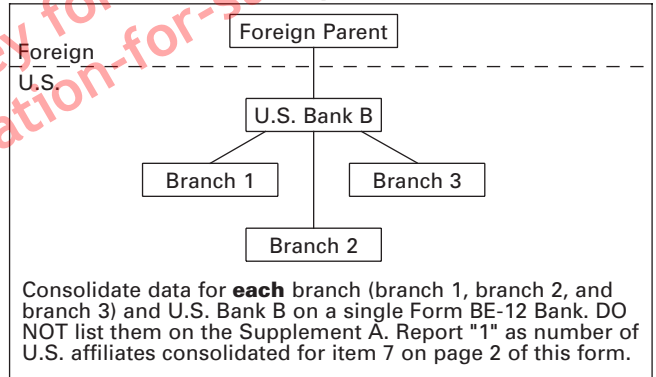 Foreign Parent
Foreign
U.S.
U.S. Bank B
Branch 1
Branch 3
Branch 2
Consolidate data for each branch (branch 1, branch 2, and
branch 3) and U.S. Bank B on a single Form BE-12 Bank. DO
NOT list them on the Supplement A. Report "1" as number of
U.S. affiliates consolidated for item 7 on page 2 of this form.